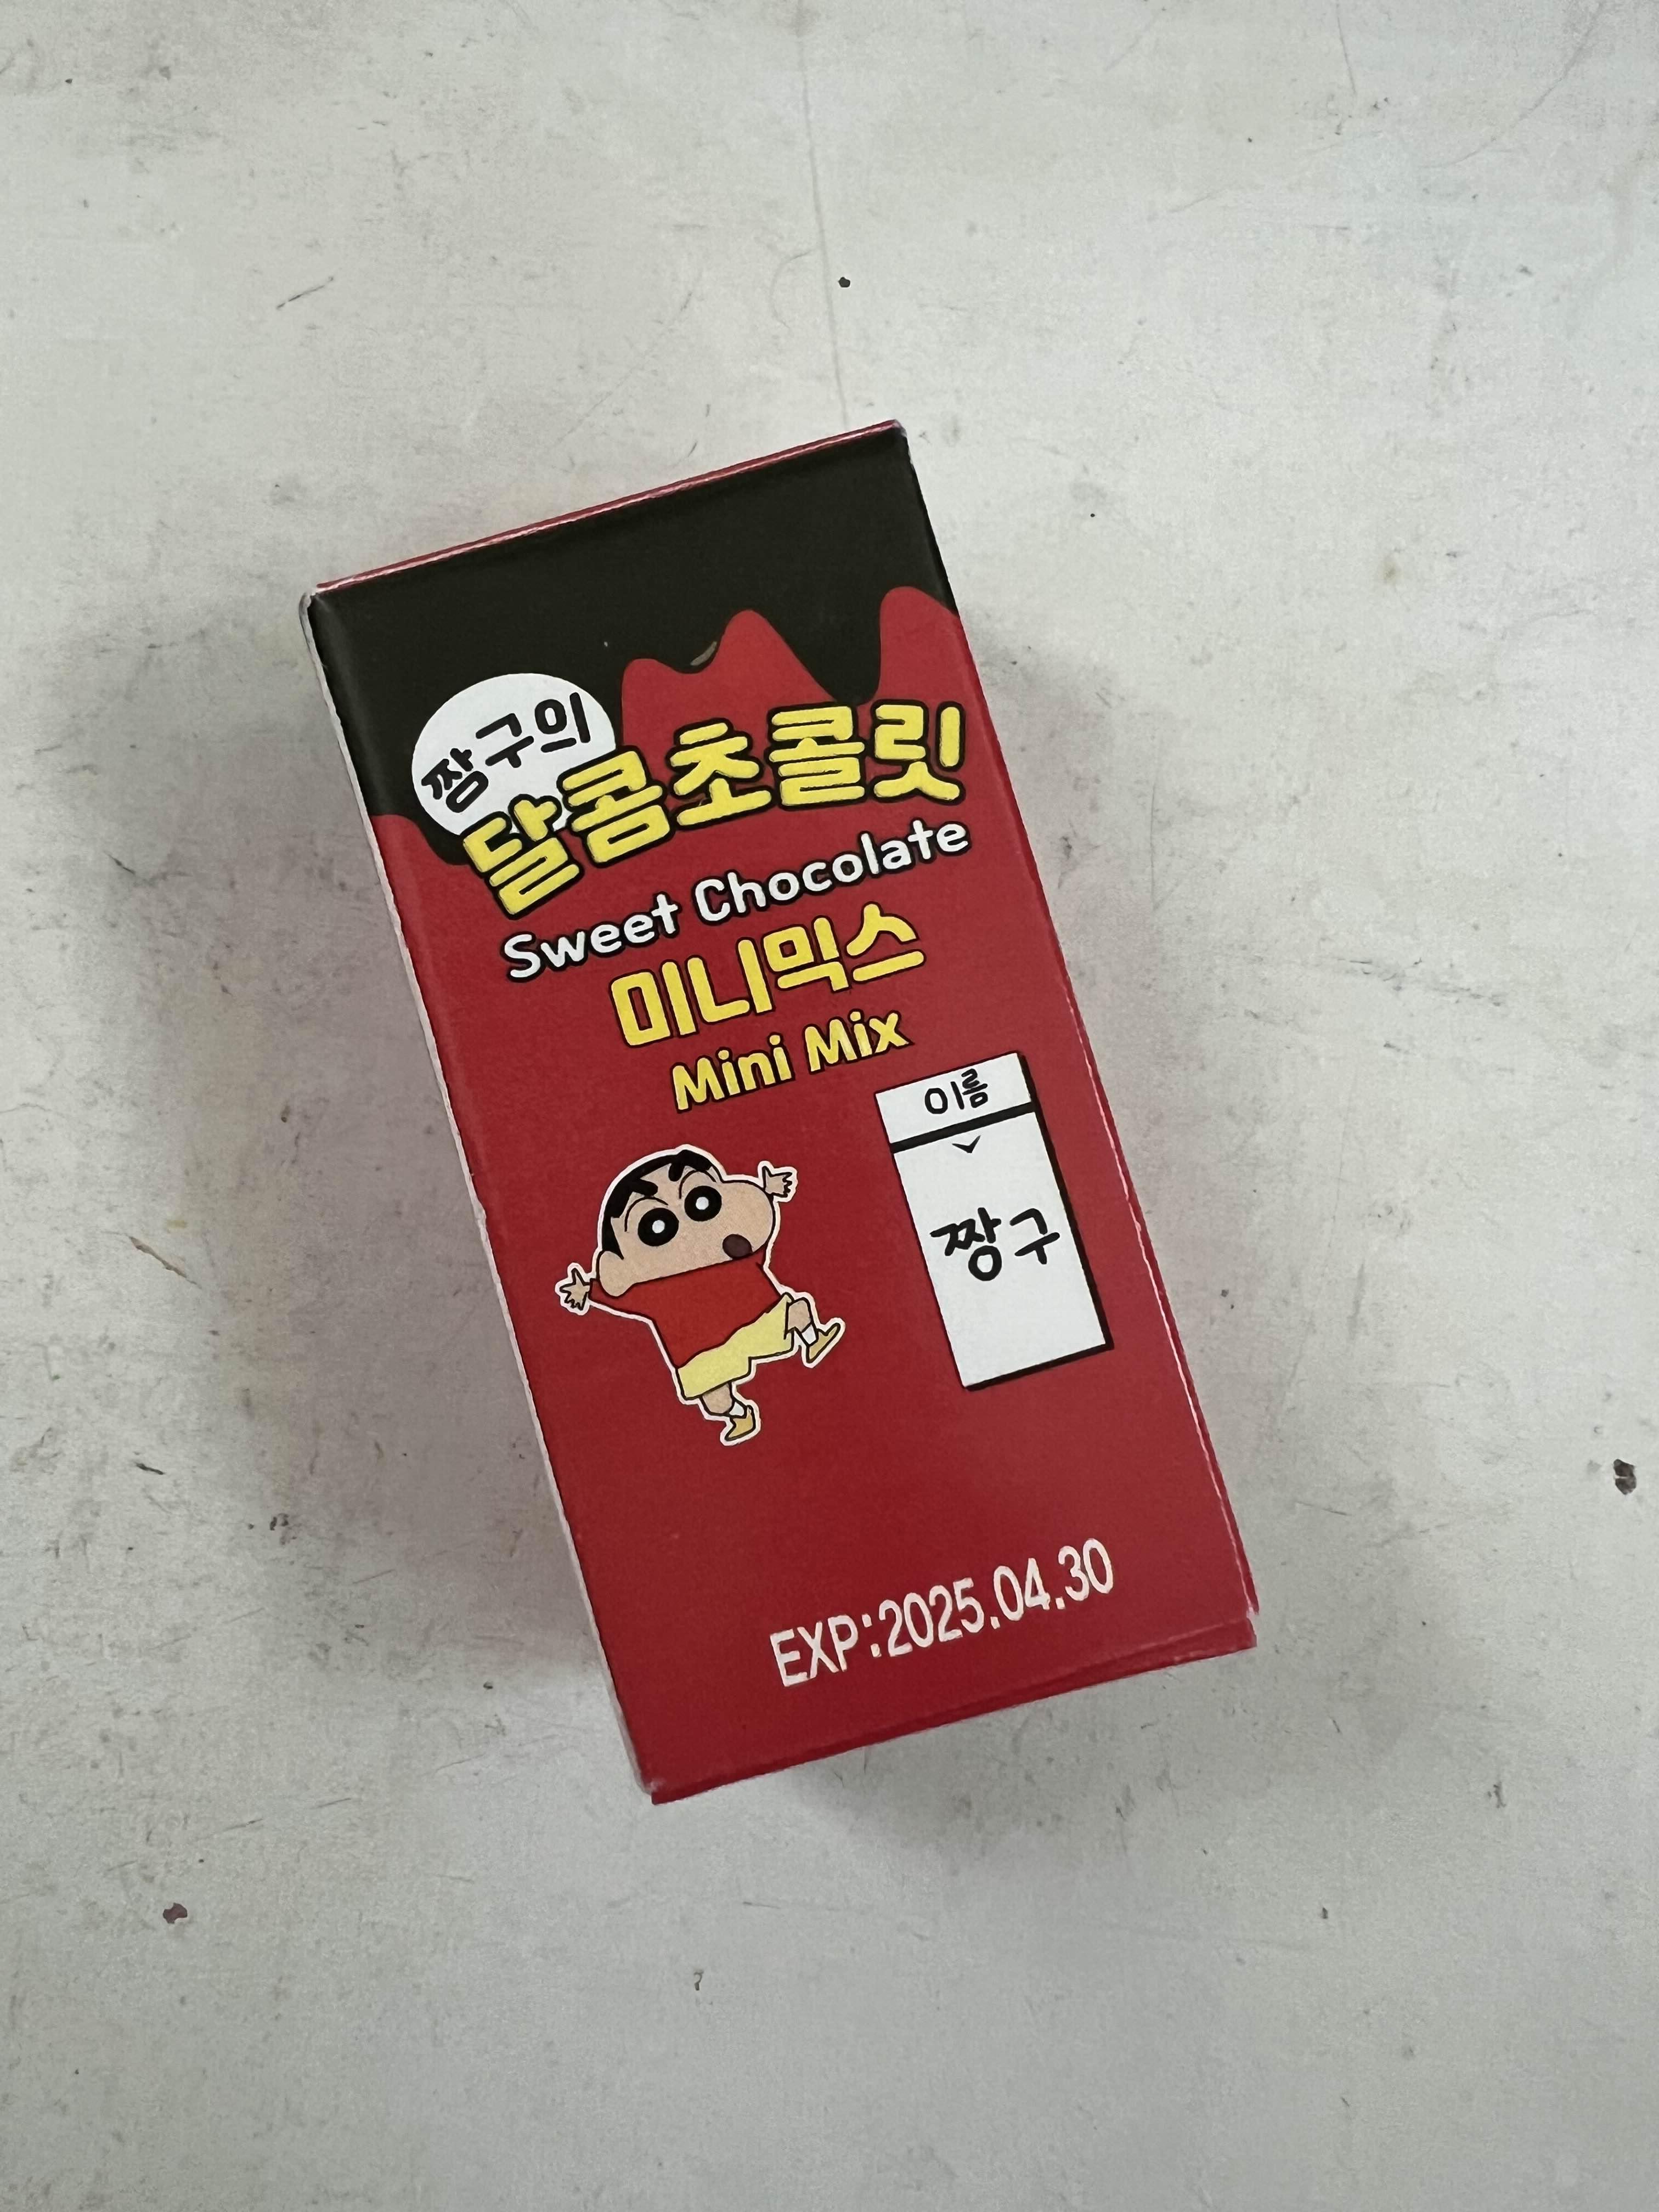 짱구의
달콤초콜릿
Sweet Chocolate
미니믹스
Mini Mix
이름
짱구
EXP:2025.04.30